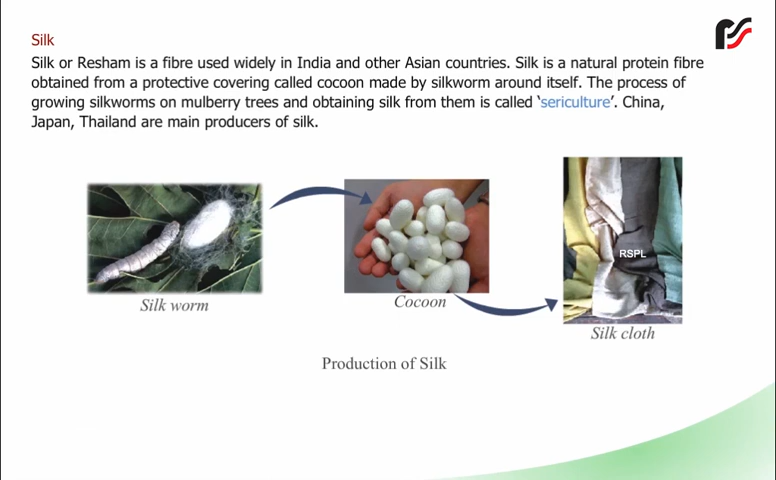 Silk
Silk or Resham is a fibre used widely in India and other Asian countries. Silk is a natural protein fibre
obtained from a protective covering called cocoon made by silkworm around itself. The process of
growing silkworms on mulberry trees and obtaining silk from them is called ‘sericulture’. China,
Japan, Thailand are main producers of silk.
RSPL
Silk worm
Cocoon
Silk cloth
Production of Silk